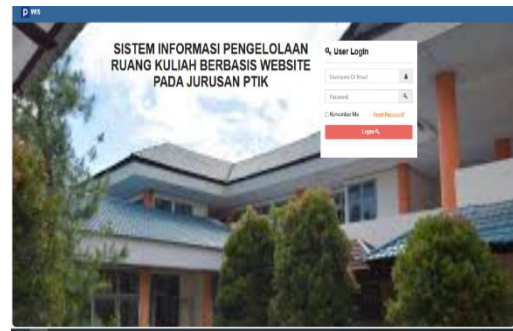 SISTEM INFORMASI PENGELOLAAN
RUANG KULIAH BERBASIS WEBSITE
PADA JURUSAN PTIK
User Login
Username Or Email
Password
Remember Me Reset Password?
Login